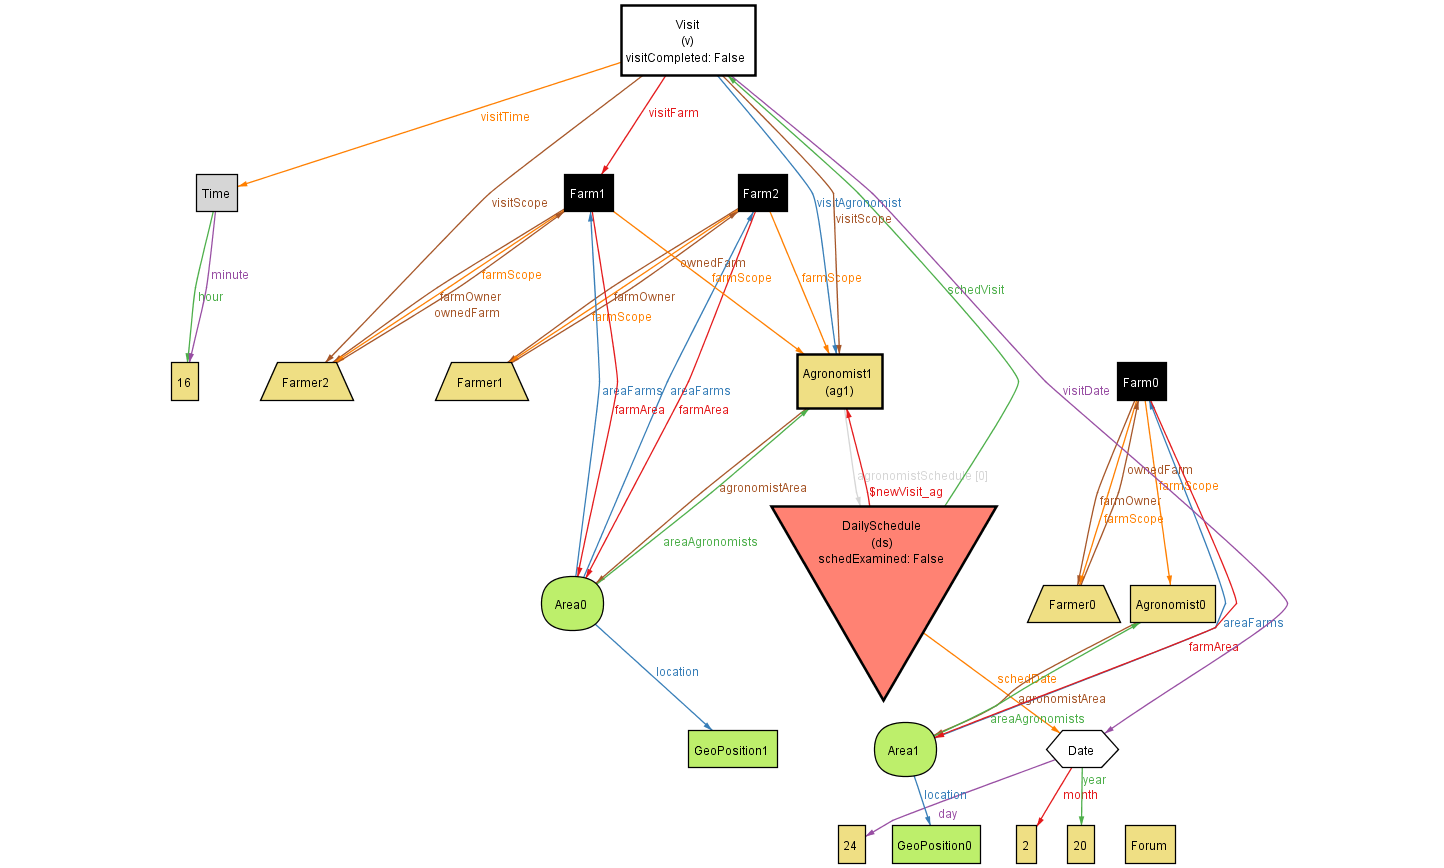 Visit
(v)
visitCompleted: False
visitTime
visitFarm
Time
Farm1
Farm2
visitScope
visitAgronomist
visitScope
ownedFarm
minute
farmScope
farmScope
farmScope
schedVisit
hour
farmOwner
farmOwner
ownedFarm
farmScope
16
Farmer2
Farmer1
Agronomist1
(ag1)
Farm0
areaFarms
areaFarms
visitDate
farmArea
farmArea
ownedFarm
agronomistSchedule [0]
agronomistArea
$newVisit_ag
farmScope
farmOwner
farmScope
DailySchedule
(ds)
schedExamined: False
areaAgronomists
Area0
Farmer0
Agronomist0
areaFarms
farmArea
location
schedDate
agronomistArea
areaAgronomists
GeoPosition1
Area1
Date
year
location
month
day
24
GeoPosition0
2
20
Forum